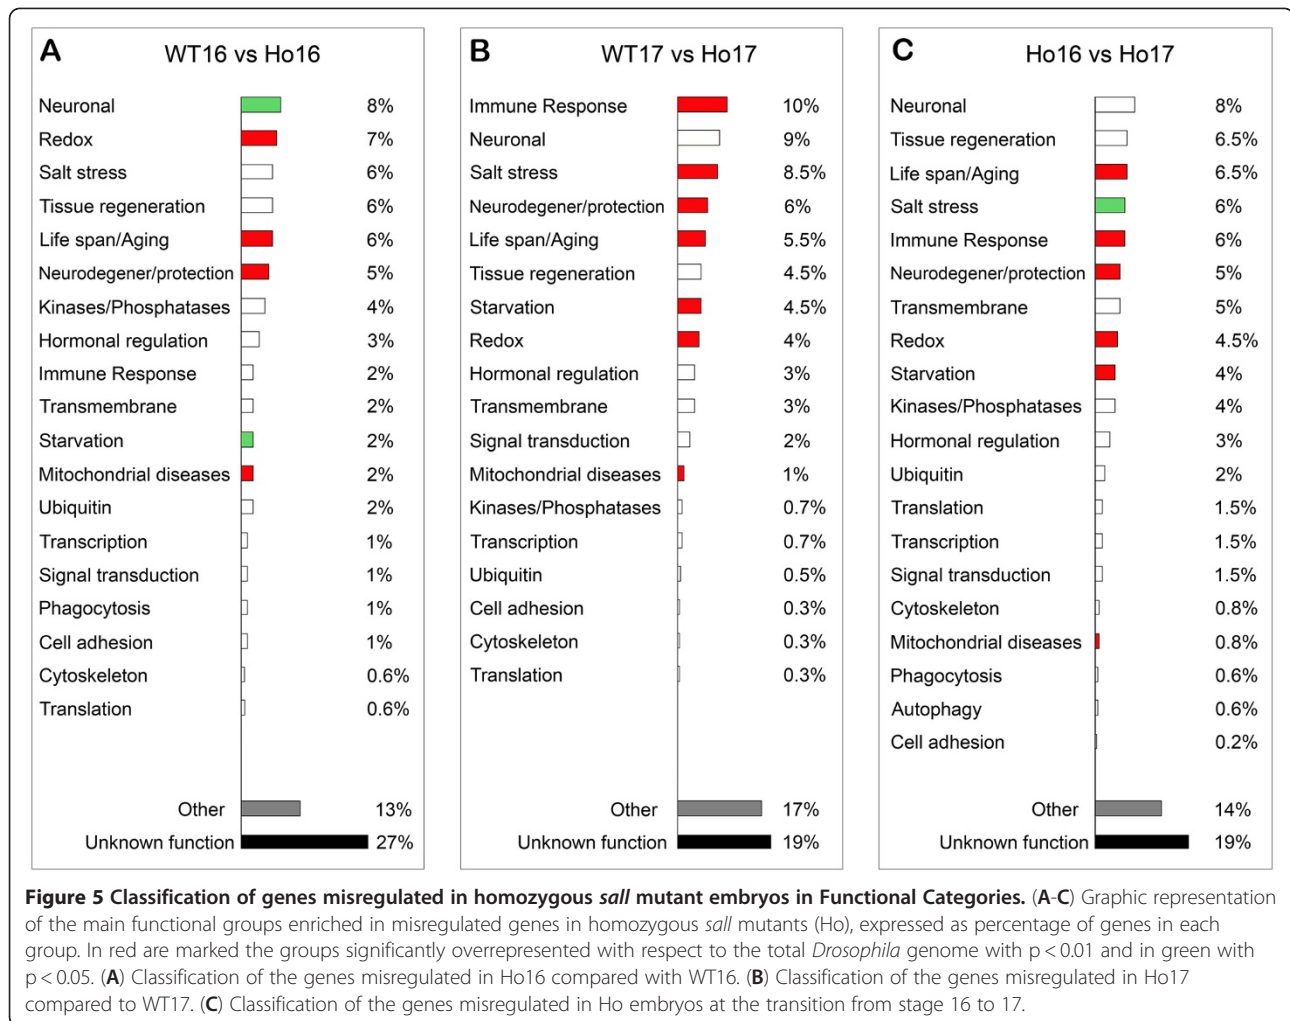 A WT16 vs Ho16
Neuronal 8%
Redox 7%
Salt stress 6%
Tissue regeneration 6%
Life span/Aging 6%
Neurodegener/protection 5%
Kinases/Phosphatases 4%
Hormonal regulation 3%
Immune Response 2%
Transmembrane 2%
Starvation 2%
Mitochondrial diseases 2%
Ubiquitin 2%
Transcription 1%
Signal transduction 1%
Phagocytosis 1%
Cell adhesion 1%
Cytoskeleton 0.6%
Translation 0.6%
Other 13%
Unknown function 27%
B WT17 vs Ho17
Immune Response 10%
Neuronal 9%
Salt stress 8.5%
Neurodegener/protection 6%
Life span/Aging 5.5%
Tissue regeneration 4.5%
Starvation 4.5%
Redox 4%
Hormonal regulation 3%
Transmembrane 3%
Signal transduction 2%
Mitochondrial diseases 1%
Kinases/Phosphatases 0.7%
Transcription 0.7%
Ubiquitin 0.5%
Cell adhesion 0.3%
Cytoskeleton 0.3%
Translation 0.3%
Other 17%
Unknown function 19%
C Ho16 vs Ho17
Neuronal 8%
Tissue regeneration 6.5%
Life span/Aging 6.5%
Salt stress 6%
Immune Response 6%
Neurodegener/protection 5%
Transmembrane 5%
Redox 4.5%
Starvation 4%
Kinases/Phosphatases 4%
Hormonal regulation 3%
Ubiquitin 2%
Translation 1.5%
Transcription 1.5%
Signal transduction 1.5%
Cytoskeleton 0.8%
Mitochondrial diseases 0.8%
Phagocytosis 0.6%
Autophagy 0.6%
Cell adhesion 0.2%
Other 14%
Unknown function 19%
Figure 5 Classification of genes misregulated in homozygous sall mutant embryos in Functional Categories. (A-C) Graphic representation
of the main functional groups enriched in misregulated genes in homozygous sall mutants (Ho), expressed as percentage of genes in each
group. In red are marked the groups significantly overrepresented with respect to the total Drosophila genome with p < 0.01 and in green with
p < 0.05. (A) Classification of the genes misregulated in Ho16 compared with WT16. (B) Classification of the genes misregulated in Ho17
compared to WT17. (C) Classification of the genes misregulated in Ho embryos at the transition from stage 16 to 17.